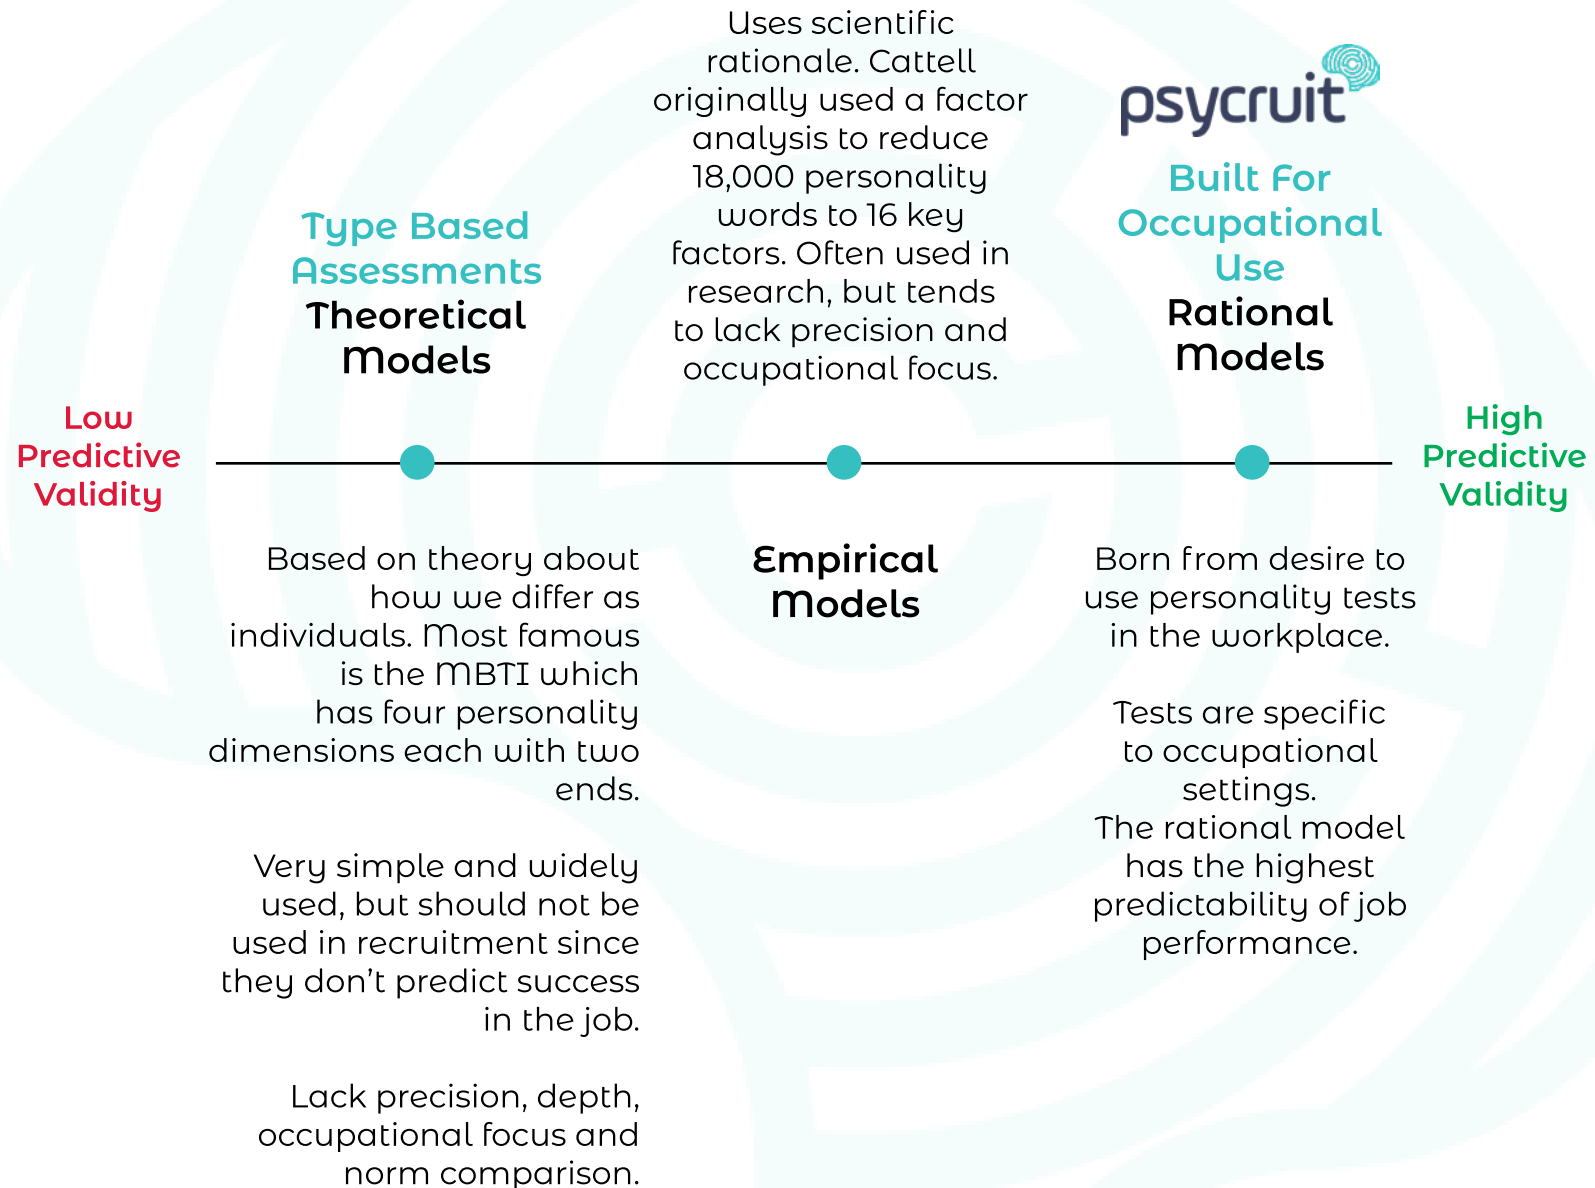 Uses scientific
rationale. Cattell
originally used a factor
analysis to reduce
18,000 personality
words to 16 key
factors. Often used in
research, but tends
to lack precision and
occupational focus.
psycruit
Built For
Occupational
Use
Rational
Models
Type Based
Assessments
Theoretical
Models
Low
Predictive
Validity
High
Predictive
Validity
Based on theory about
how we differ as
individuals. Most famous
is the MBTI which
has four personality
dimensions each with two
ends.
Very simple and widely
used, but should not be
used in recruitment since
they don’t predict success
in the job.
Lack precision, depth,
occupational focus and
norm comparison.
Empirical
Models
Born from desire to
use personality tests
in the workplace.
Tests are specific
to occupational
settings.
The rational model
has the highest
predictability of job
performance.